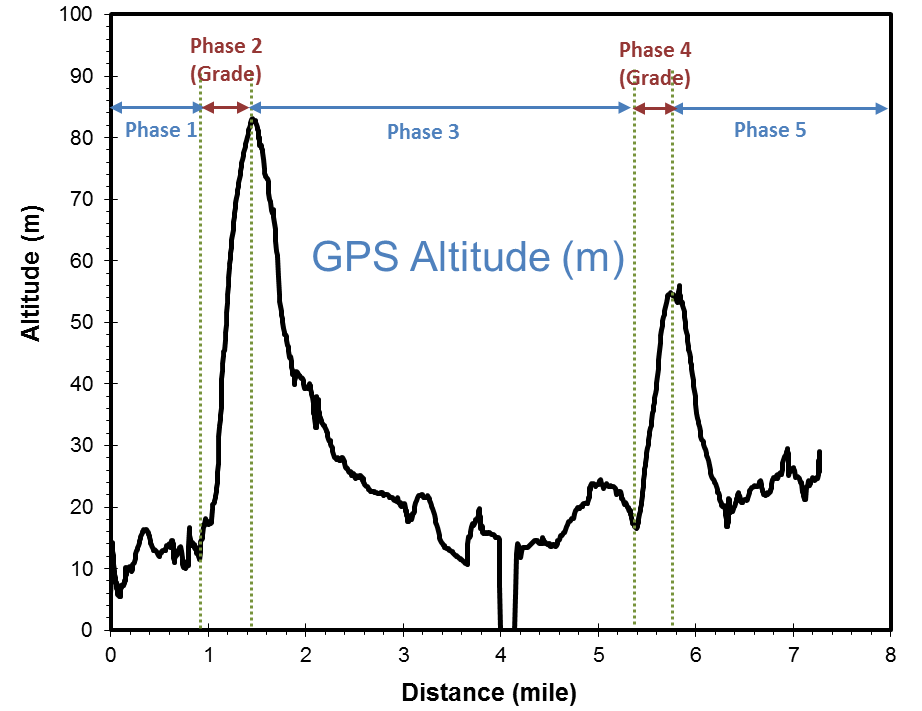 100
90
80
70
60
50
40
30
20
10
0
Altitude (m)
Phase 2
(Grade)
Phase 4
(Grade)
Phase 1
Phase 3
Phase 5
GPS Altitude (m)
0 1 2 3 4 5 6 7 8
Distance (mile)